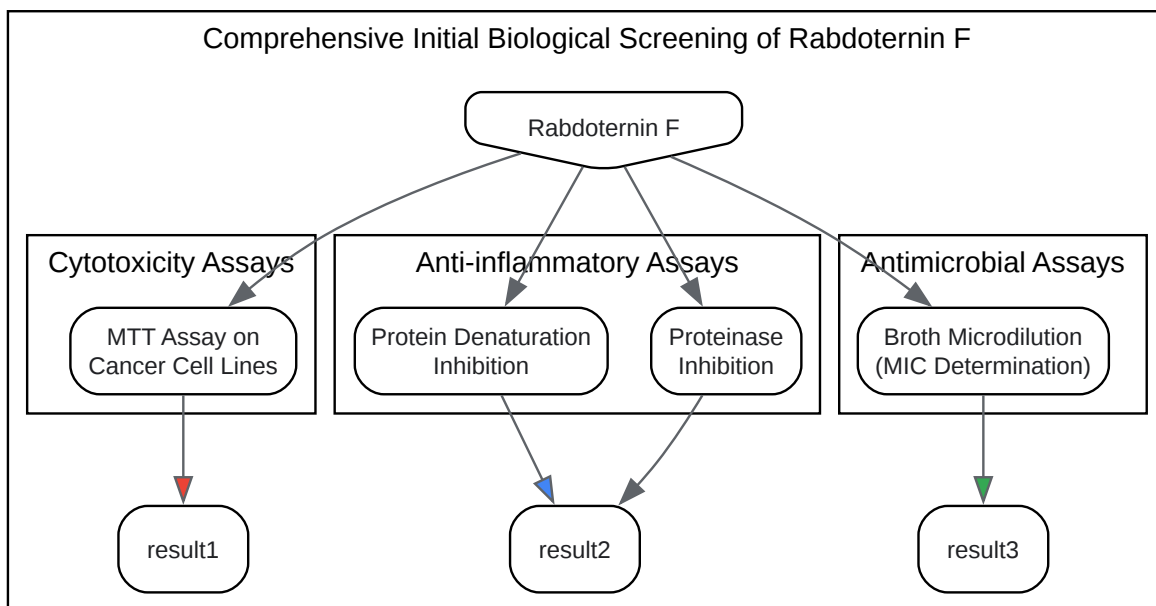 Comprehensive Initial Biological Screening of Rabdoternin F
Rabdoternin F
Cytotoxicity Assays
Anti-inflammatory Assays
Antimicrobial Assays
MTT Assay on
Cancer Cell Lines
Protein Denaturation
Inhibition
Proteinase
Inhibition
Broth Microdilution
(MIC Determination)
result1
result2
result3